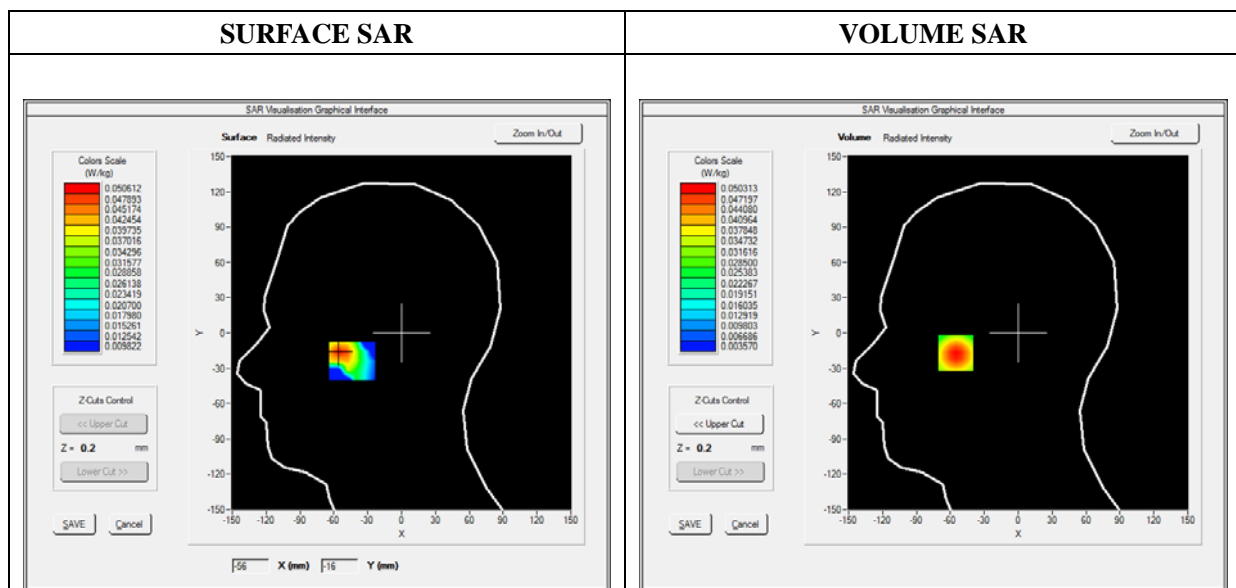 SURFACE SAR
VOLUME SAR
SAR Visualisation Graphical Interface
Surface Radiated Intensity
Zoom In/Out
Colors Scale
(W/kg)
0.050612
0.047893
0.045174
0.042454
0.039735
0.037016
0.034296
0.031577
0.028858
0.026138
0.023419
0.020700
0.017980
0.015261
0.012542
0.009822
150
120
90
60
30
0
-30
-60
-90
-120
-150
Y
-150 -120 -90 -60 -30 0 30 60 90 120 150
X
Z-Cuts Control
<< Upper Cut
Z = 0.2 mm
Lower Cut >>
SAVE Cancel
-56 X (mm) -16 Y (mm)
SAR Visualisation Graphical Interface
Volume Radiated Intensity
Zoom In/Out
Colors Scale
(W/kg)
0.050313
0.047197
0.044080
0.040964
0.037848
0.034732
0.031616
0.028500
0.025383
0.022267
0.019151
0.016035
0.012919
0.009803
0.006686
0.003570
150
120
90
60
30
0
-30
-60
-90
-120
-150
Y
-150 -120 -90 -60 -30 0 30 60 90 120 150
X
Z-Cuts Control
<< Upper Cut
Z = 0.2 mm
Lower Cut >>
SAVE Cancel